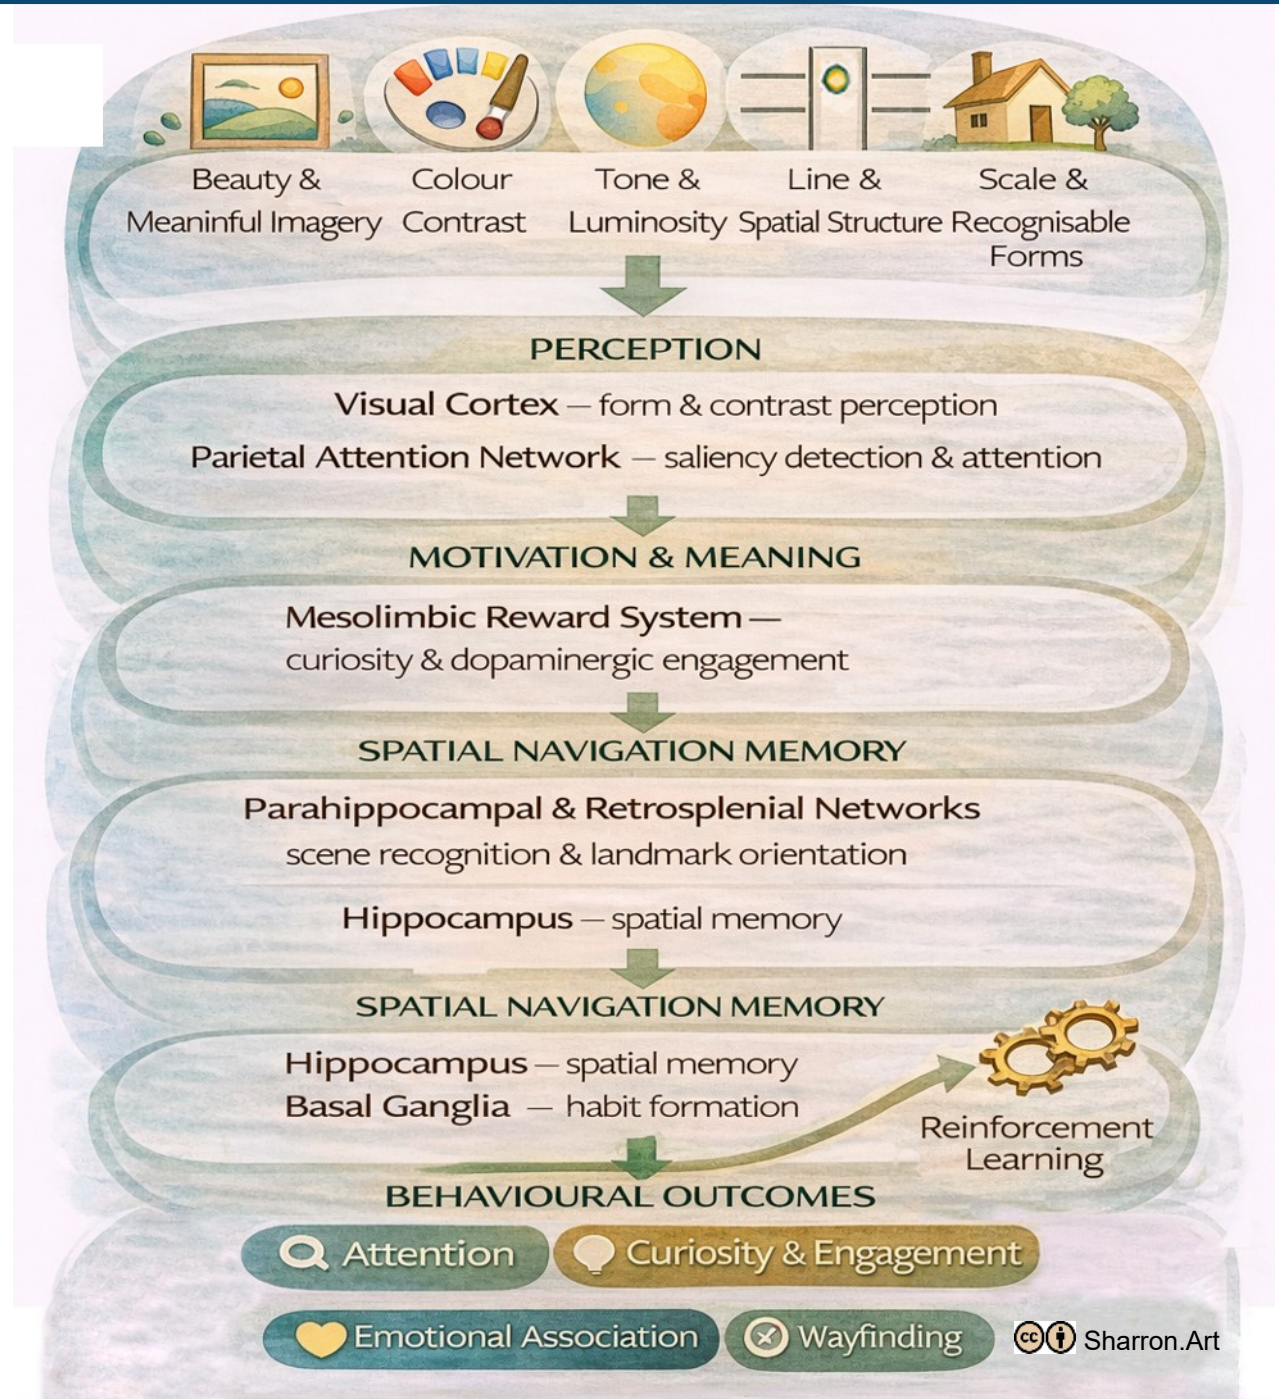 Beauty &
Meaninful Imagery
Colour
Contrast
Tone &
Luminosity
Line &
Spatial Structure
Scale &
Recognisable
Forms
PERCEPTION
Visual Cortex – form & contrast perception
Parietal Attention Network – saliency detection & attention
MOTIVATION & MEANING
Mesolimbic Reward System –
curiosity & dopaminergic engagement
SPATIAL NAVIGATION MEMORY
Parahippocampal & Retrosplenial Networks
scene recognition & landmark orientation
Hippocampus – spatial memory
SPATIAL NAVIGATION MEMORY
Hippocampus – spatial memory
Basal Ganglia – habit formation
Reinforcement
Learning
BEHAVIOURAL OUTCOMES
Attention
Curiosity & Engagement
Emotional Association
Wayfinding
cc Sharron.Art